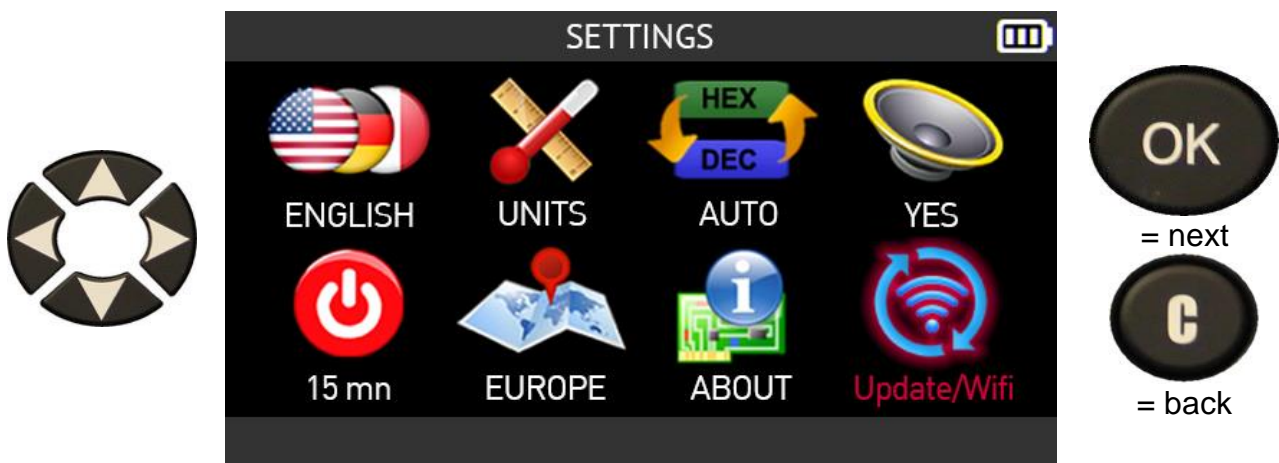 SETTINGS
HEX
DEC
ENGLISH UNITS AUTO YES
i
15 mn EUROPE ABOUT Update/Wifi
OK
= next
C
= back